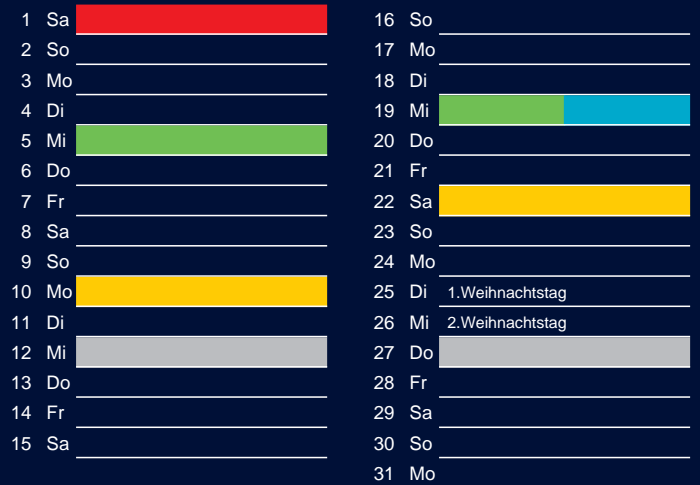 1 Sa
2 So
3 Mo
4 Di
5 Mi
6 Do
7 Fr
8 Sa
9 So
10 Mo
11 Di
12 Mi
13 Do
14 Fr
15 Sa
16 So
17 Mo
18 Di
19 Mi
20 Do
21 Fr
22 Sa
23 So
24 Mo
25 Di 1.Weihnachtstag
26 Mi 2.Weihnachtstag
27 Do
28 Fr
29 Sa
30 So
31 Mo